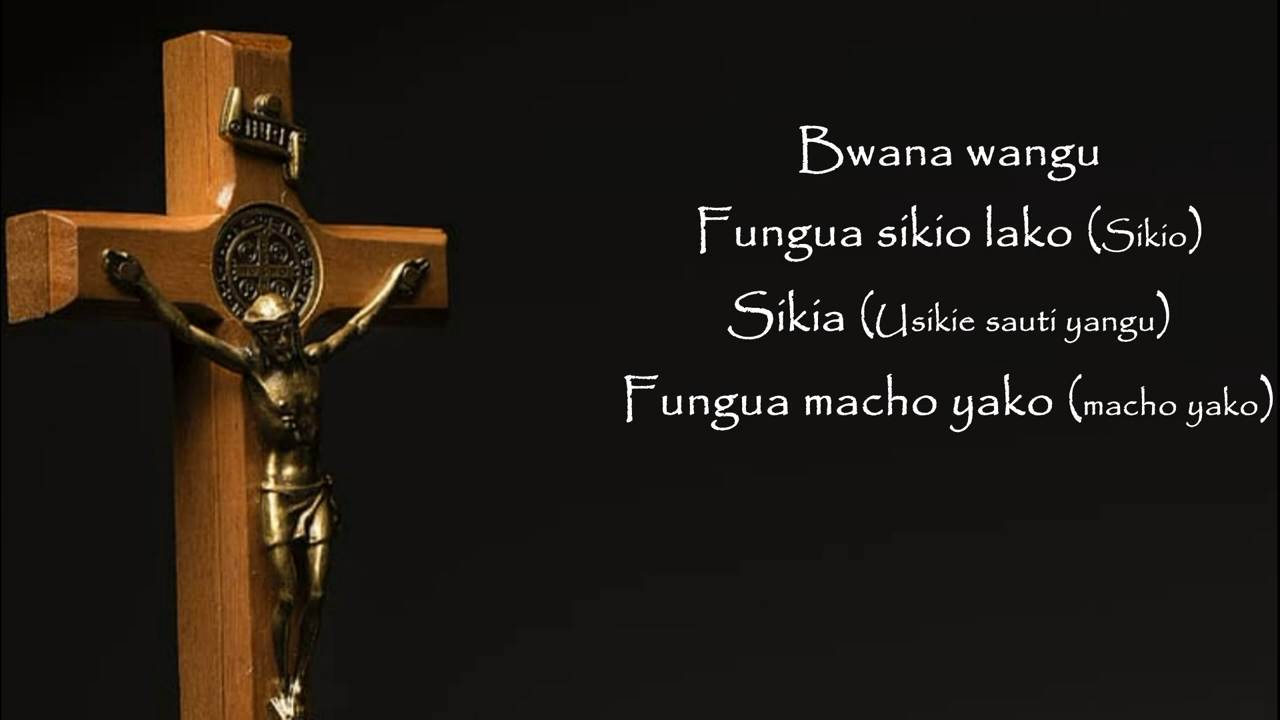 Bwana wangu
Fungua sikio lako (Sikio)
Sikia (Usikie sauti yangu)
Fungua macho yako (macho yako)